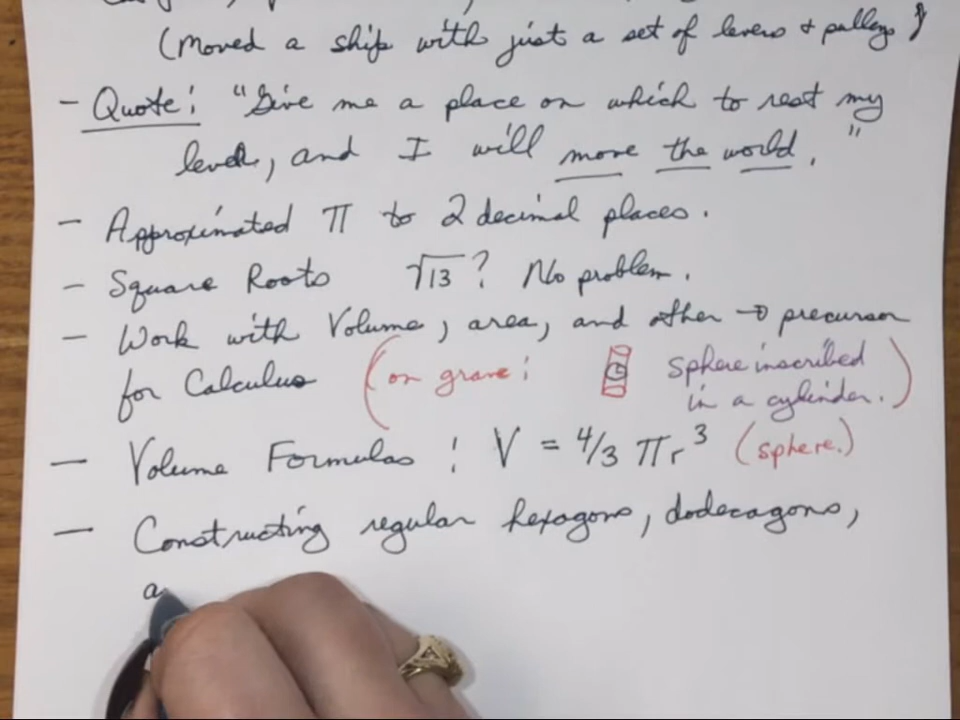 (Moved a ship with just a set of levers + pulleys)
- Quote: "Give me a place on which to rest my
lever, and I will move the world."
- Approximated π to 2 decimal places.
- Square Roots √13? No problem.
- Work with Volume, area, and other → precursor
for Calculus (on grave: sphere inscribed
in a cylinder.)
- Volume Formulas: V = 4/3 πr³ (sphere.)
- Constructing regular hexagons, dodecagons,
a